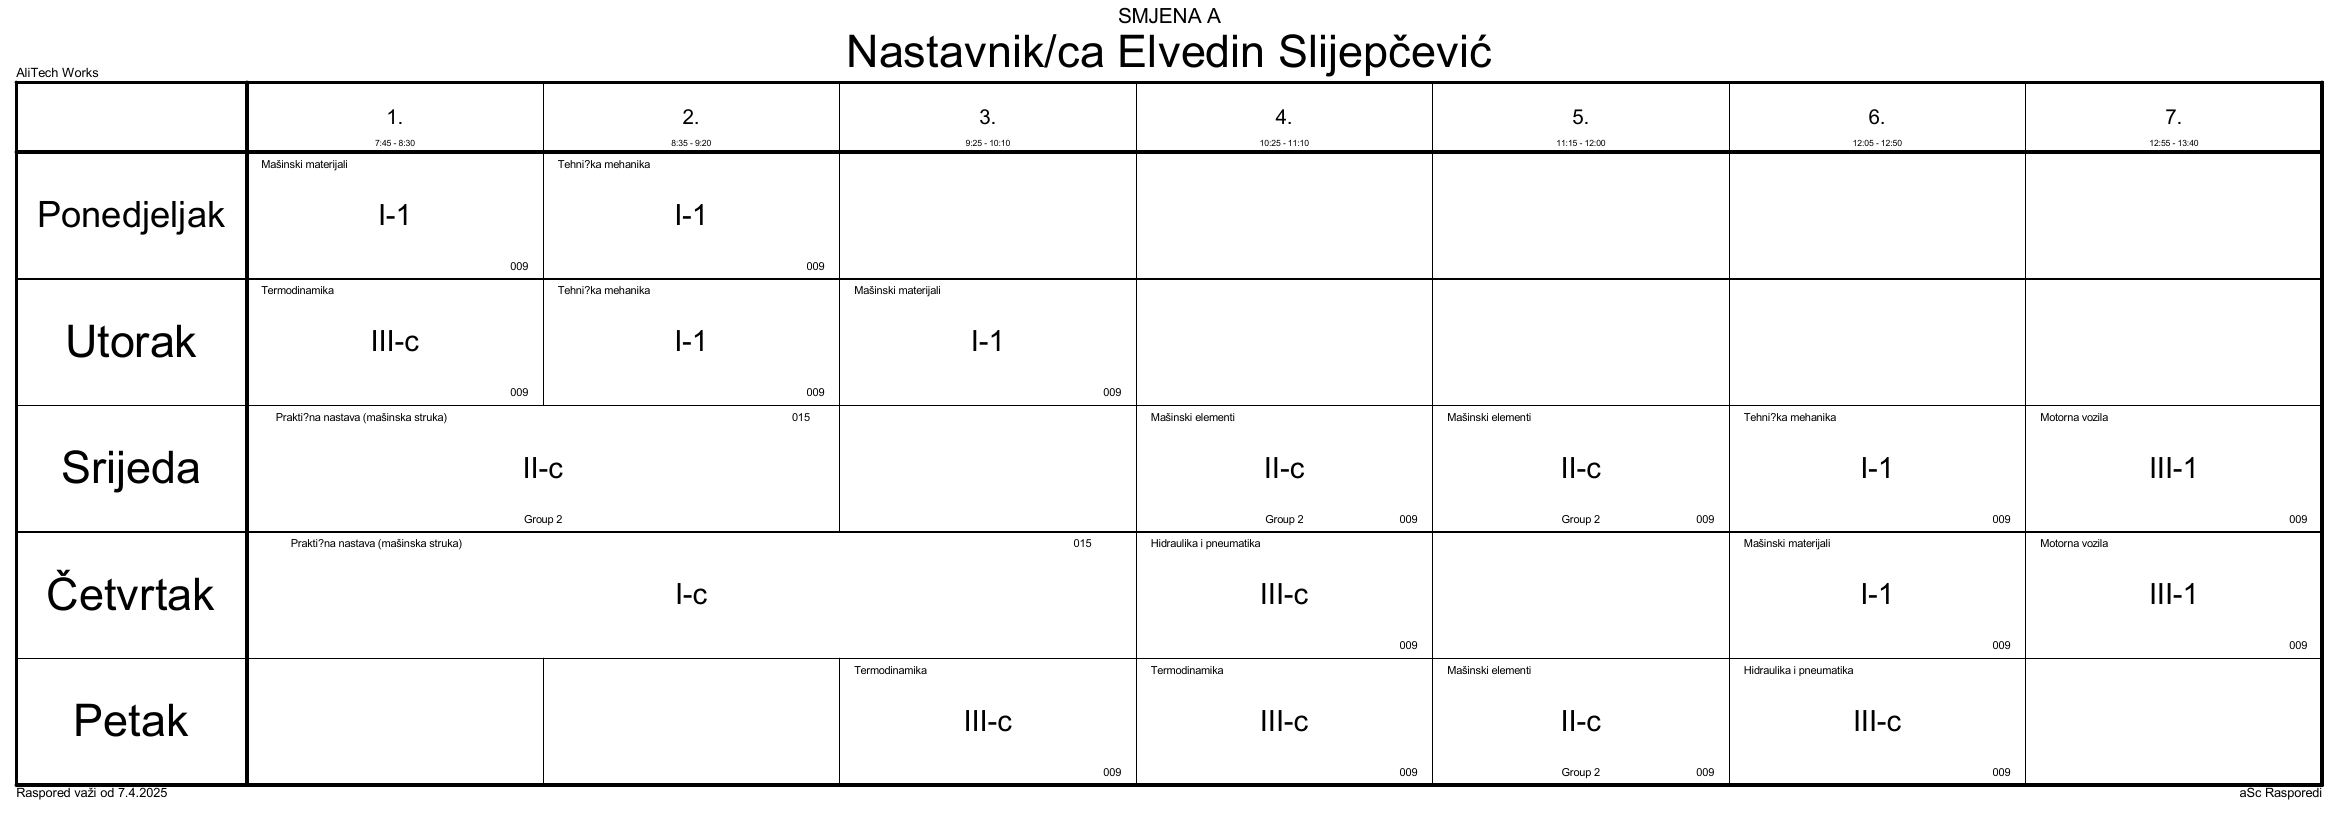 SMJENA A
Nastavnik/ca Elvedin Slijepčević
AliTech Works
1. 2. 3. 4. 5. 6. 7.
7:45 - 8:30 8:35 - 9:20 9:25 - 10:10 10:25 - 11:10 11:15 - 12:00 12:05 - 12:50 12:55 - 13:40
Mašinski materijali Tehni?ka mehanika
Ponedjeljak I-1 I-1
009 009
Termodinamika Tehni?ka mehanika Mašinski materijali
Utorak III-c I-1 I-1
009 009 009
Prakti?na nastava (mašinska struka) 015 Mašinski elementi Mašinski elementi Tehni?ka mehanika Motorna vozila
Srijeda II-c II-c II-c I-1 III-1
Group 2 Group 2 009 Group 2 009 009 009
Prakti?na nastava (mašinska struka) 015 Hidraulika i pneumatika Mašinski materijali Motorna vozila
Četvrtak I-c III-c I-1 III-1
009 009 009
Termodinamika Termodinamika Mašinski elementi Hidraulika i pneumatika
Petak III-c III-c II-c III-c
009 009 Group 2 009 009
Raspored važi od 7.4.2025 aSc Rasporedi